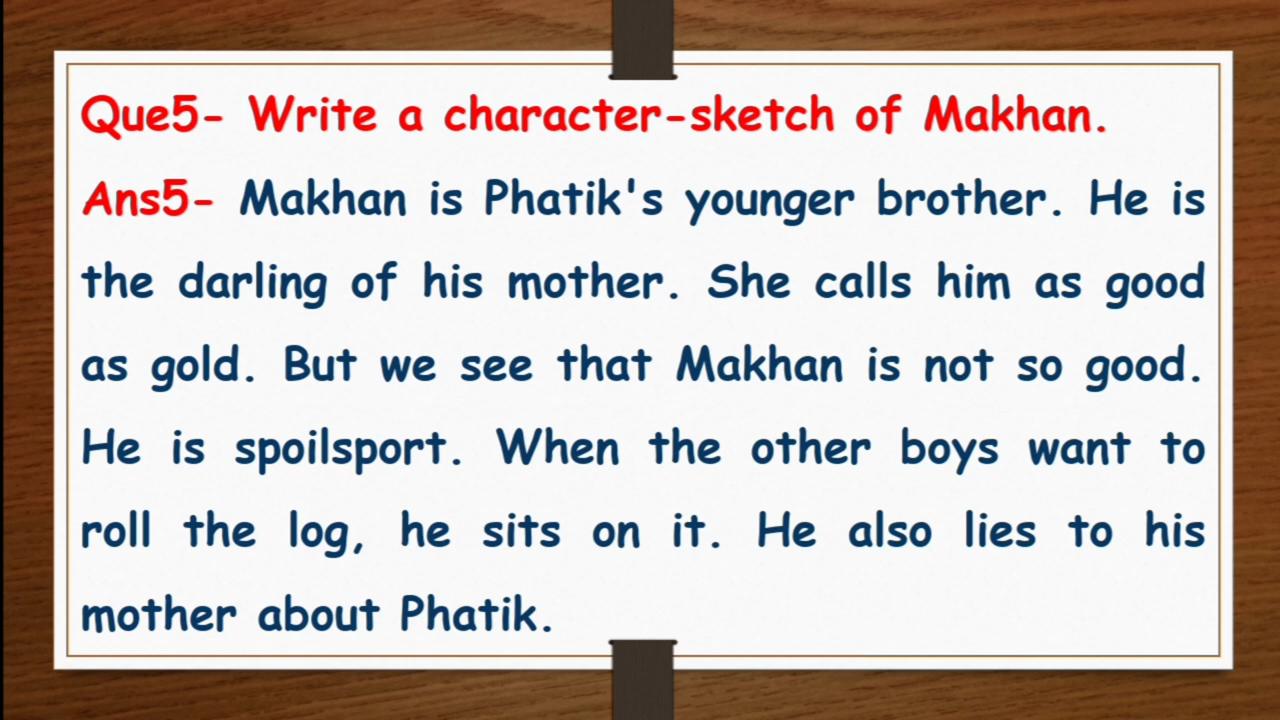 Que5- Write a character-sketch of Makhan.
Ans5- Makhan is Phatik's younger brother. He is
the darling of his mother. She calls him as good
as gold. But we see that Makhan is not so good.
He is spoilsport. When the other boys want to
roll the log, he sits on it. He also lies to his
mother about Phatik.